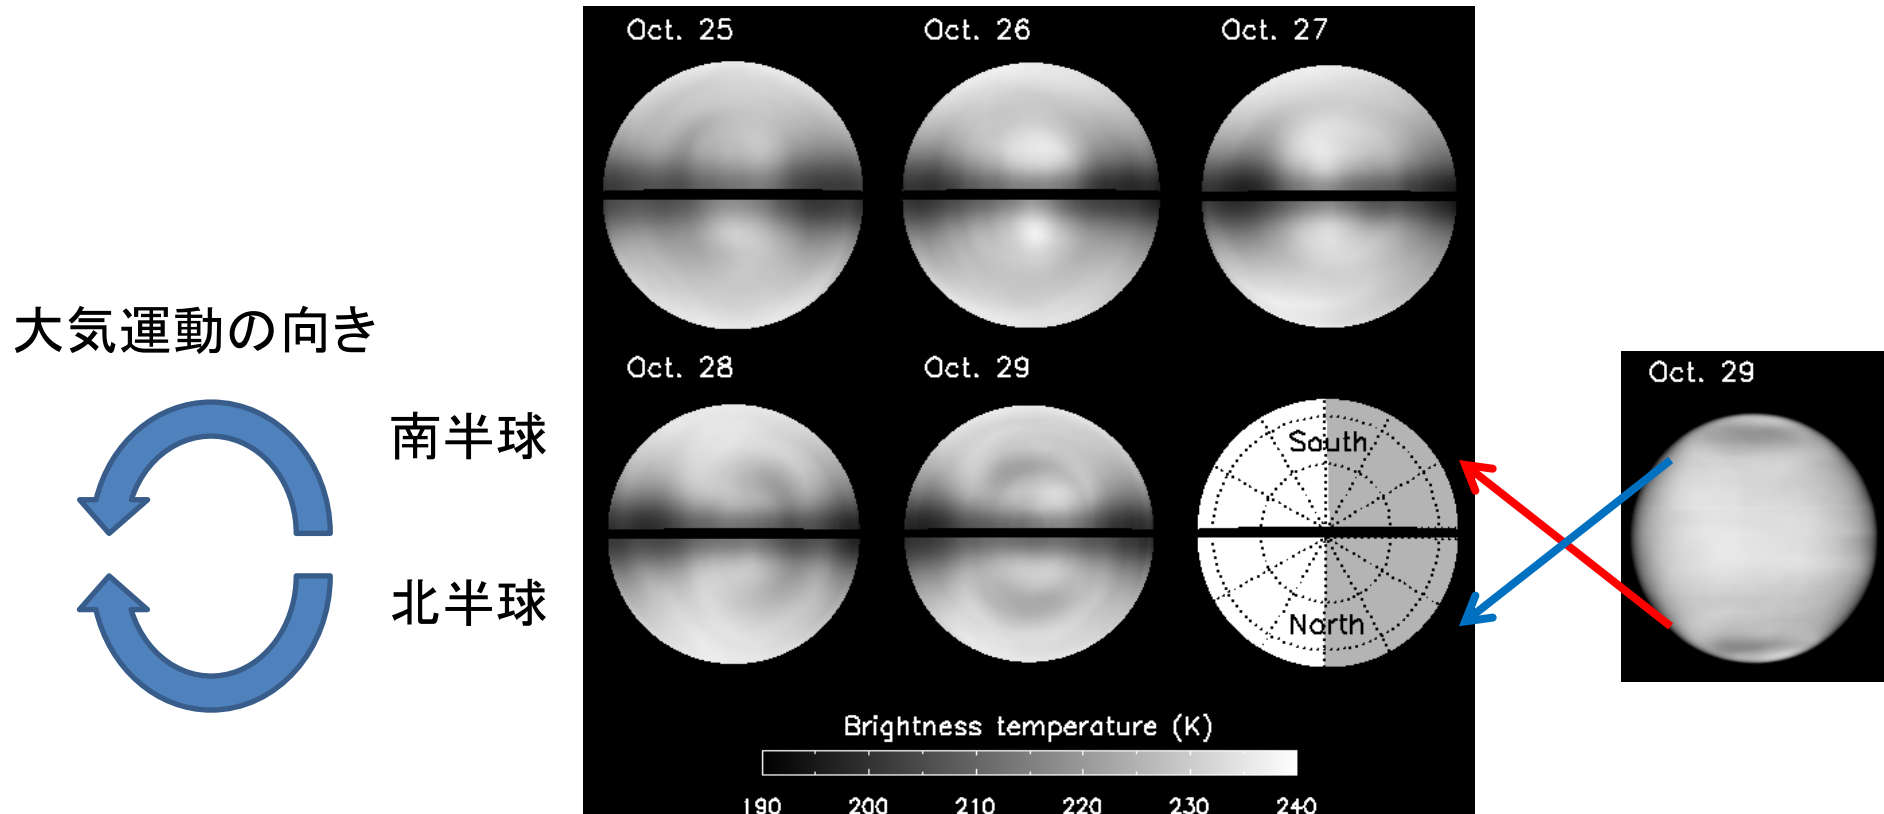 Oct. 25
Oct. 26
Oct. 27
大気運動の向き
南半球
北半球
Oct. 28
Oct. 29
South
North
Oct. 29
Brightness temperature (K)
190 200 210 220 230 240